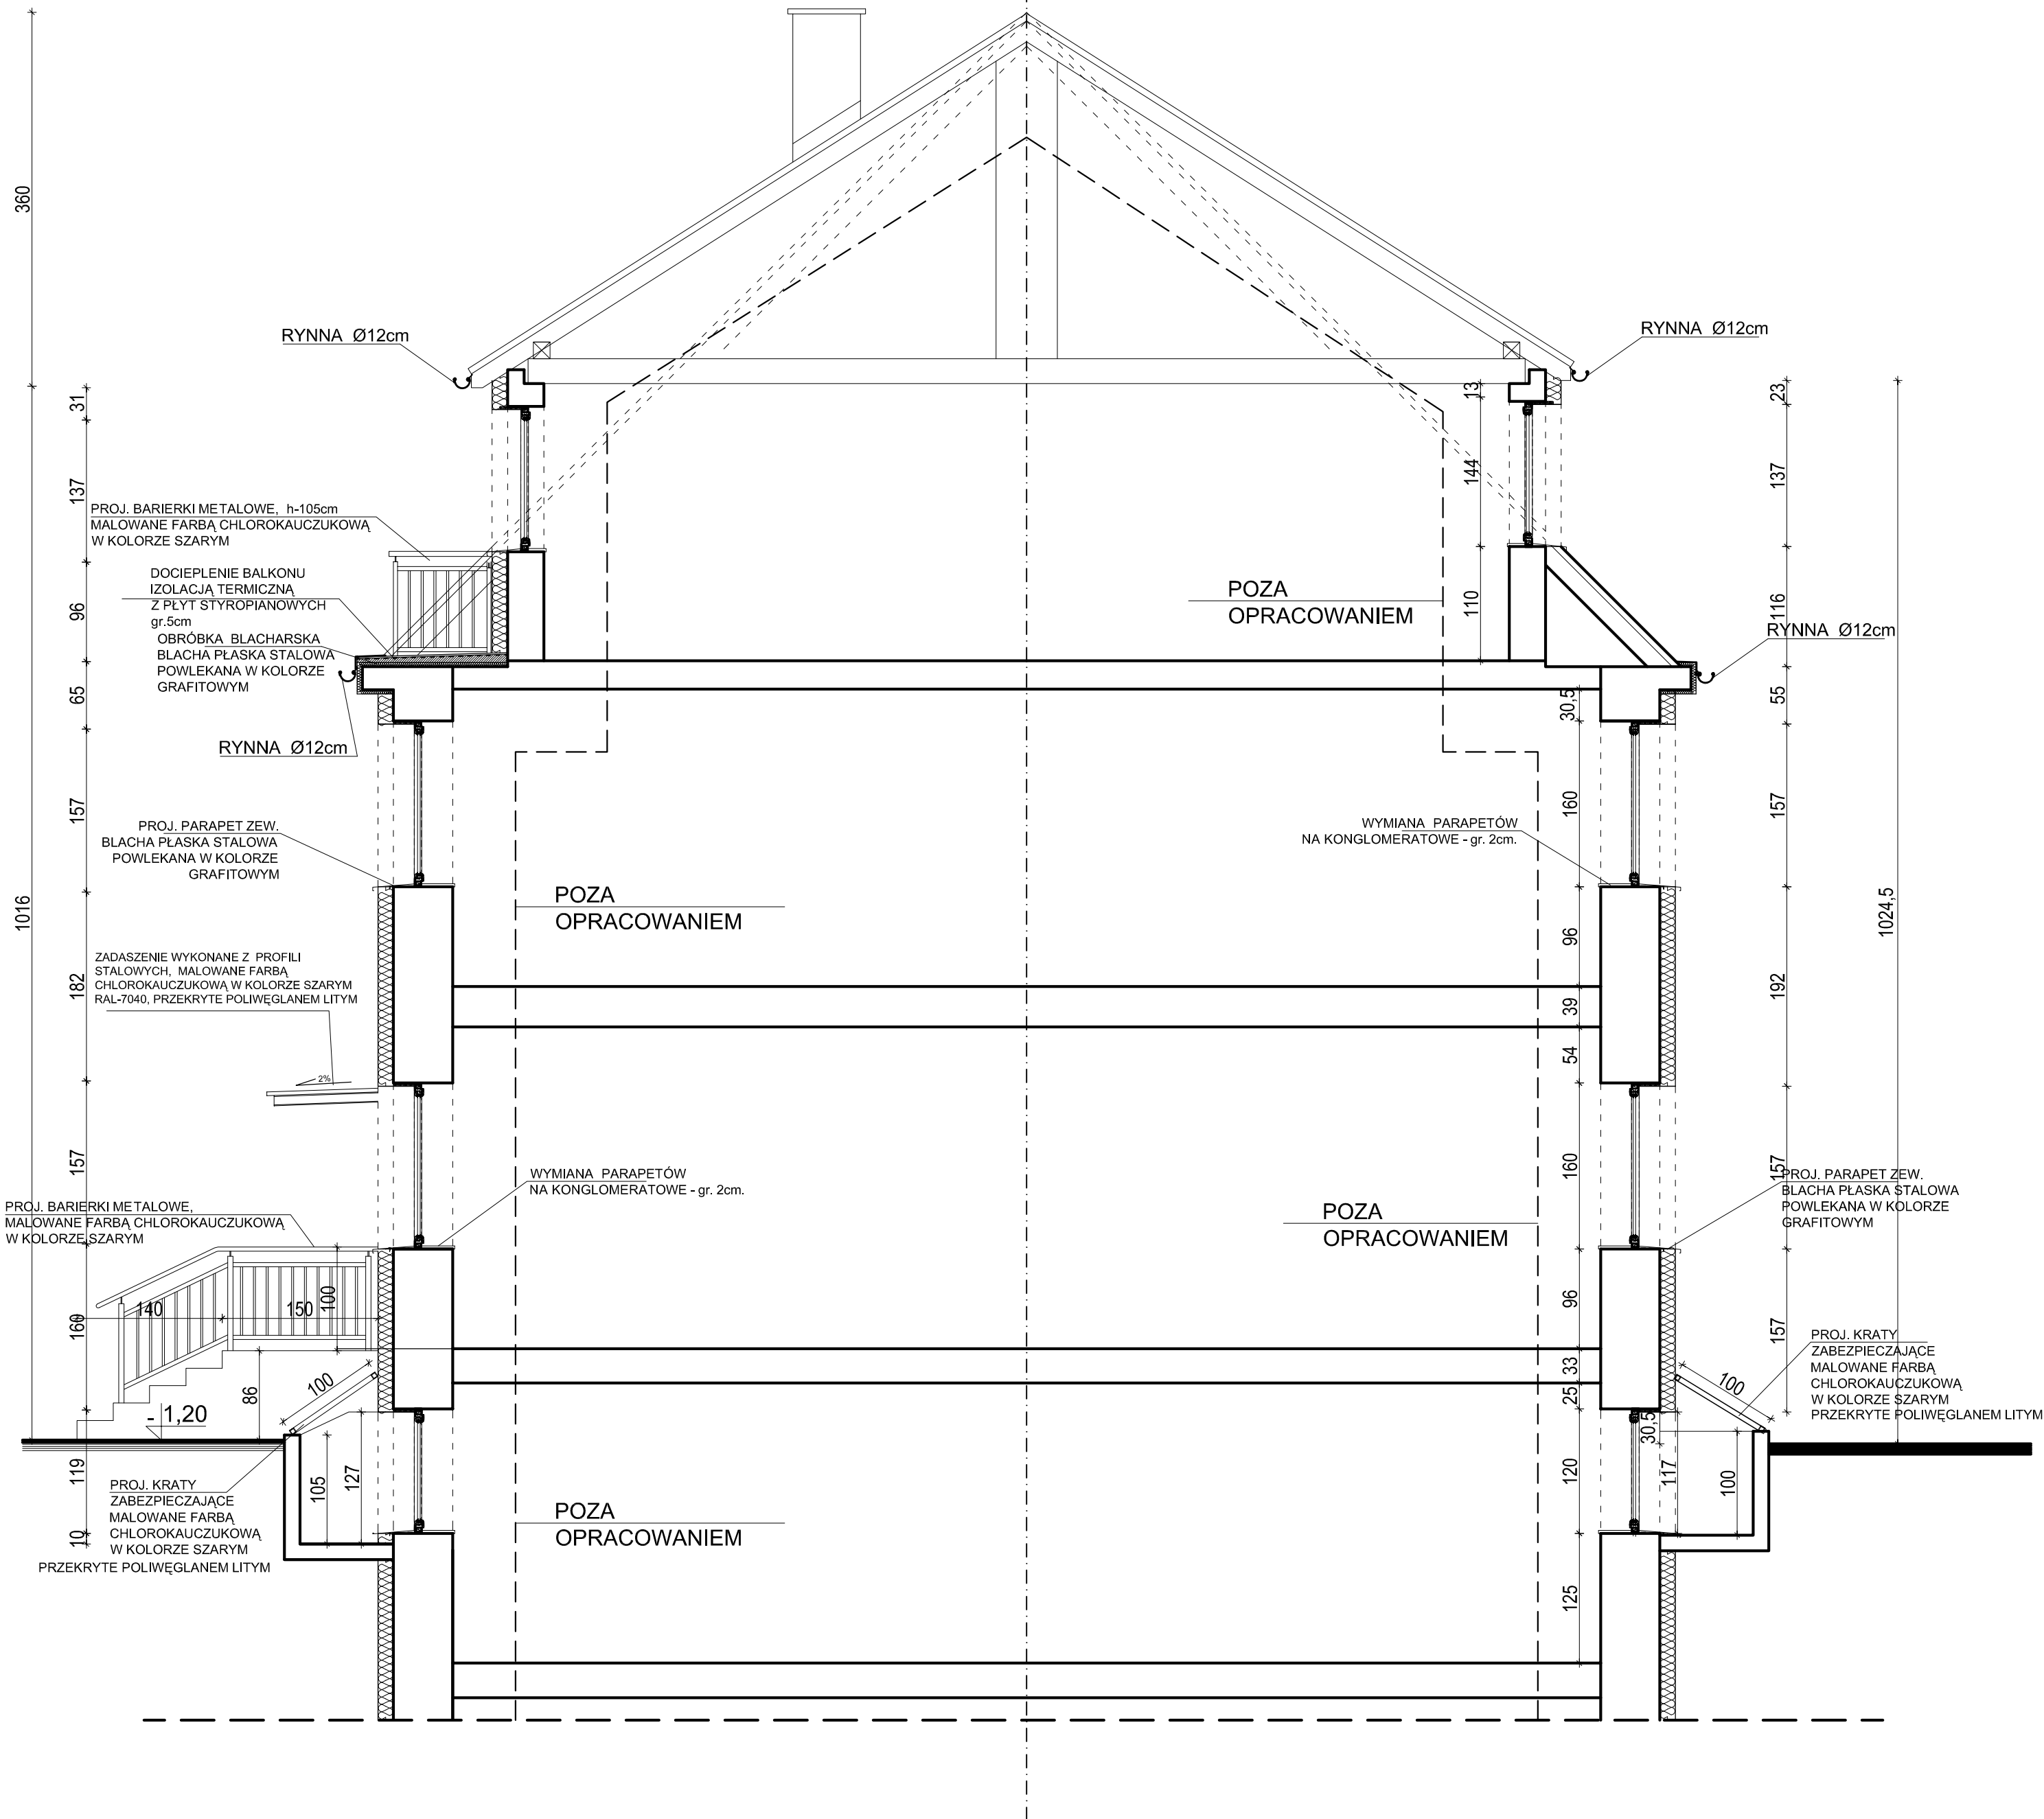 360
RYNNA Ø12cm
RYNNA Ø12cm
31
13
23
137
144
137
PROJ. BARIERKI METALOWE, h-105cm
MALOWANE FARBĄ CHLOROKAUCZUKOWĄ
W KOLORZE SZARYM
DOCIEPLENIE BALKONU
IZOLACJĄ TERMICZNĄ
Z PŁYT STYROPIANOWYCH
gr.5cm
96
POZA
OPRACOWANIEM
110
116
RYNNA Ø12cm
OBRÓBKA BLACHARSKA
BLACHA PŁASKA STALOWA
POWLEKANA W KOLORZE
GRAFITOWYM
65
30,5
55
RYNNA Ø12cm
157
160
157
PROJ. PARAPET ZEW.
BLACHA PŁASKA STALOWA
POWLEKANA W KOLORZE
GRAFITOWYM
WYMIANA PARAPETÓW
NA KONGLOMERATOWE - gr. 2cm.
POZA
OPRACOWANIEM
1016
1024,5
96
ZADASZENIE WYKONANE Z PROFILI
STALOWYCH, MALOWANE FARBĄ
CHLOROKAUCZUKOWĄ W KOLORZE SZARYM
RAL-7040, PRZEKRYTE POLIWĘGLANEM LITYM
182
39
192
54
2%
157
160
157
WYMIANA PARAPETÓW
NA KONGLOMERATOWE - gr. 2cm.
PROJ. PARAPET ZEW.
BLACHA PŁASKA STALOWA
POWLEKANA W KOLORZE
GRAFITOWYM
PROJ. BARIERKI METALOWE,
MALOWANE FARBĄ CHLOROKAUCZUKOWĄ
W KOLORZE SZARYM
POZA
OPRACOWANIEM
160
140
150
100
96
157
PROJ. KRATY
ZABEZPIECZAJĄCE
MALOWANE FARBĄ
CHLOROKAUCZUKOWĄ
W KOLORZE SZARYM
PRZEKRYTE POLIWĘGLANEM LITYM
33
25
86
100
100
- 1,20
30,5
119
105
127
120
117
100
PROJ. KRATY
ZABEZPIECZAJĄCE
MALOWANE FARBĄ
CHLOROKAUCZUKOWĄ
W KOLORZE SZARYM
PRZEKRYTE POLIWĘGLANEM LITYM
10
POZA
OPRACOWANIEM
125